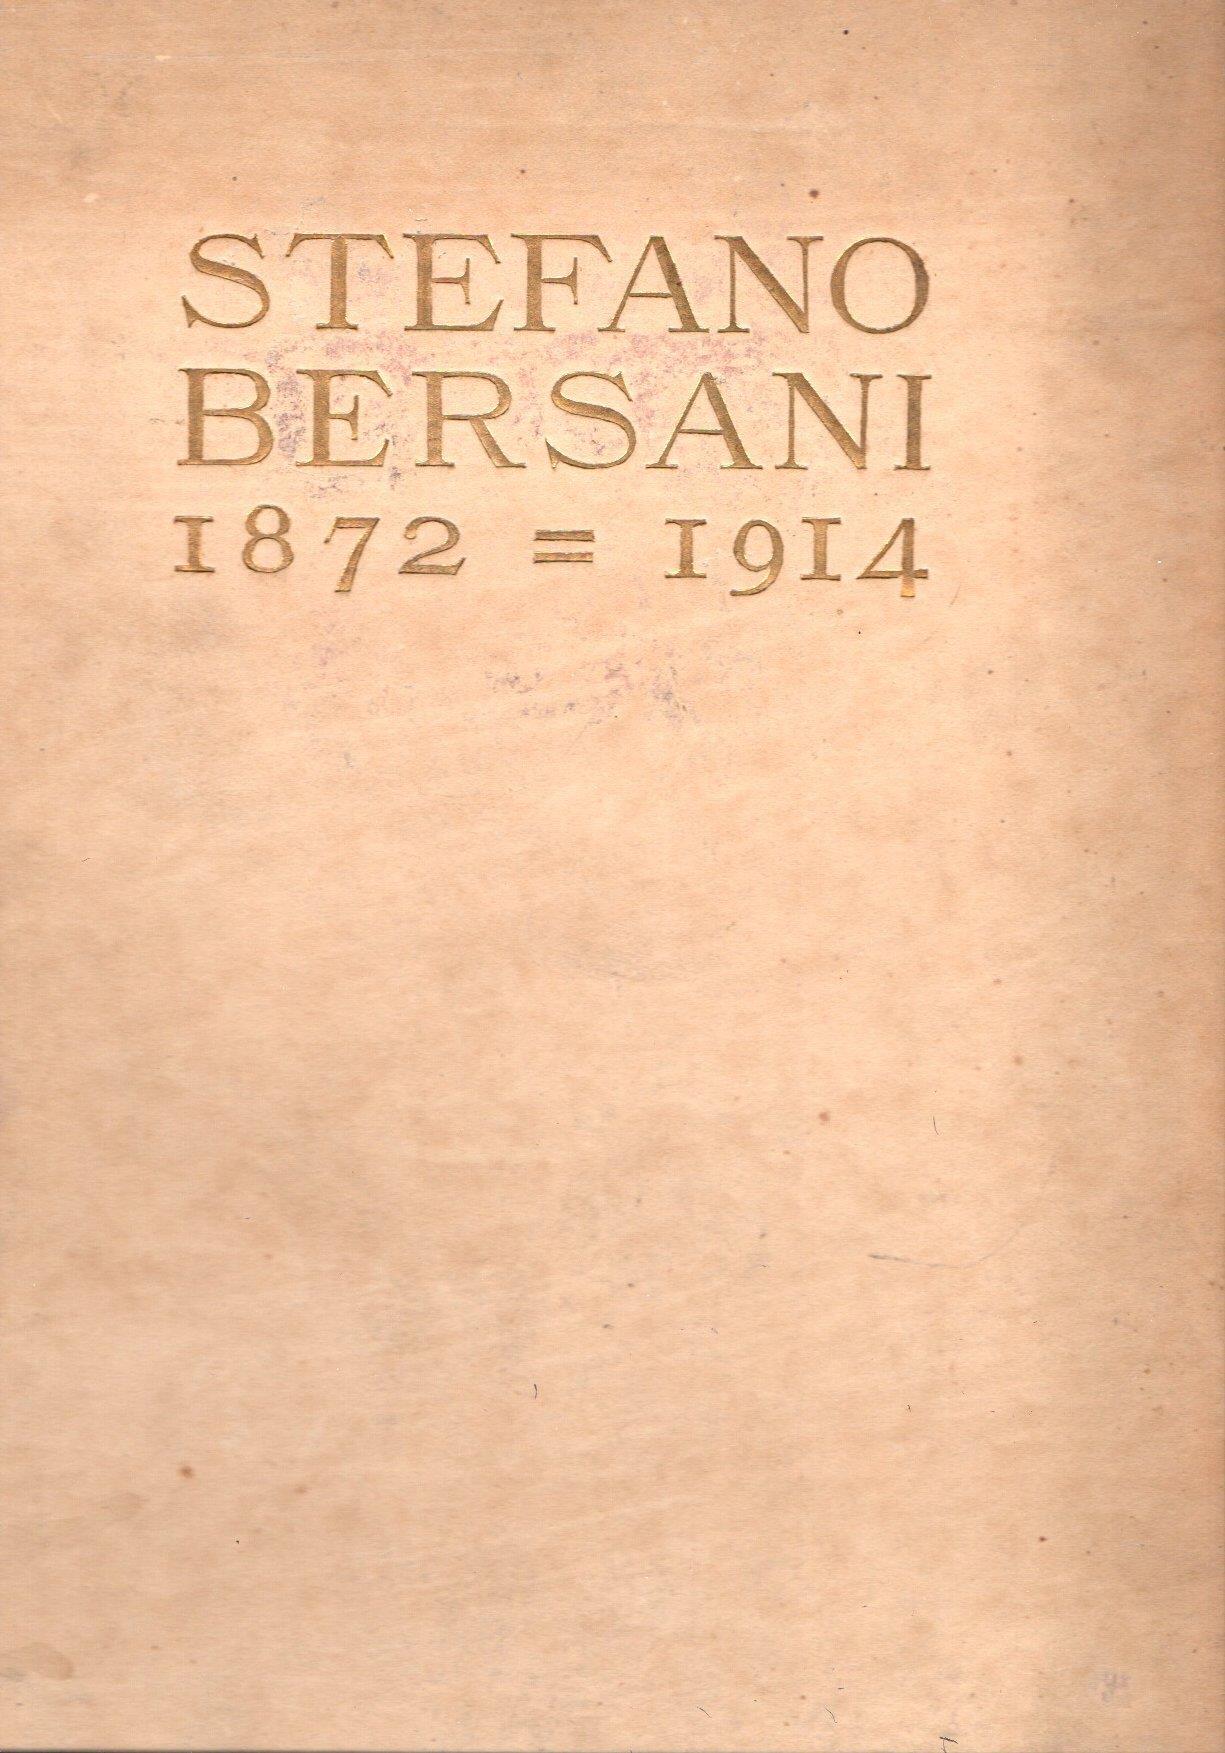 STEFANO
BERSANI
1872 = 1914